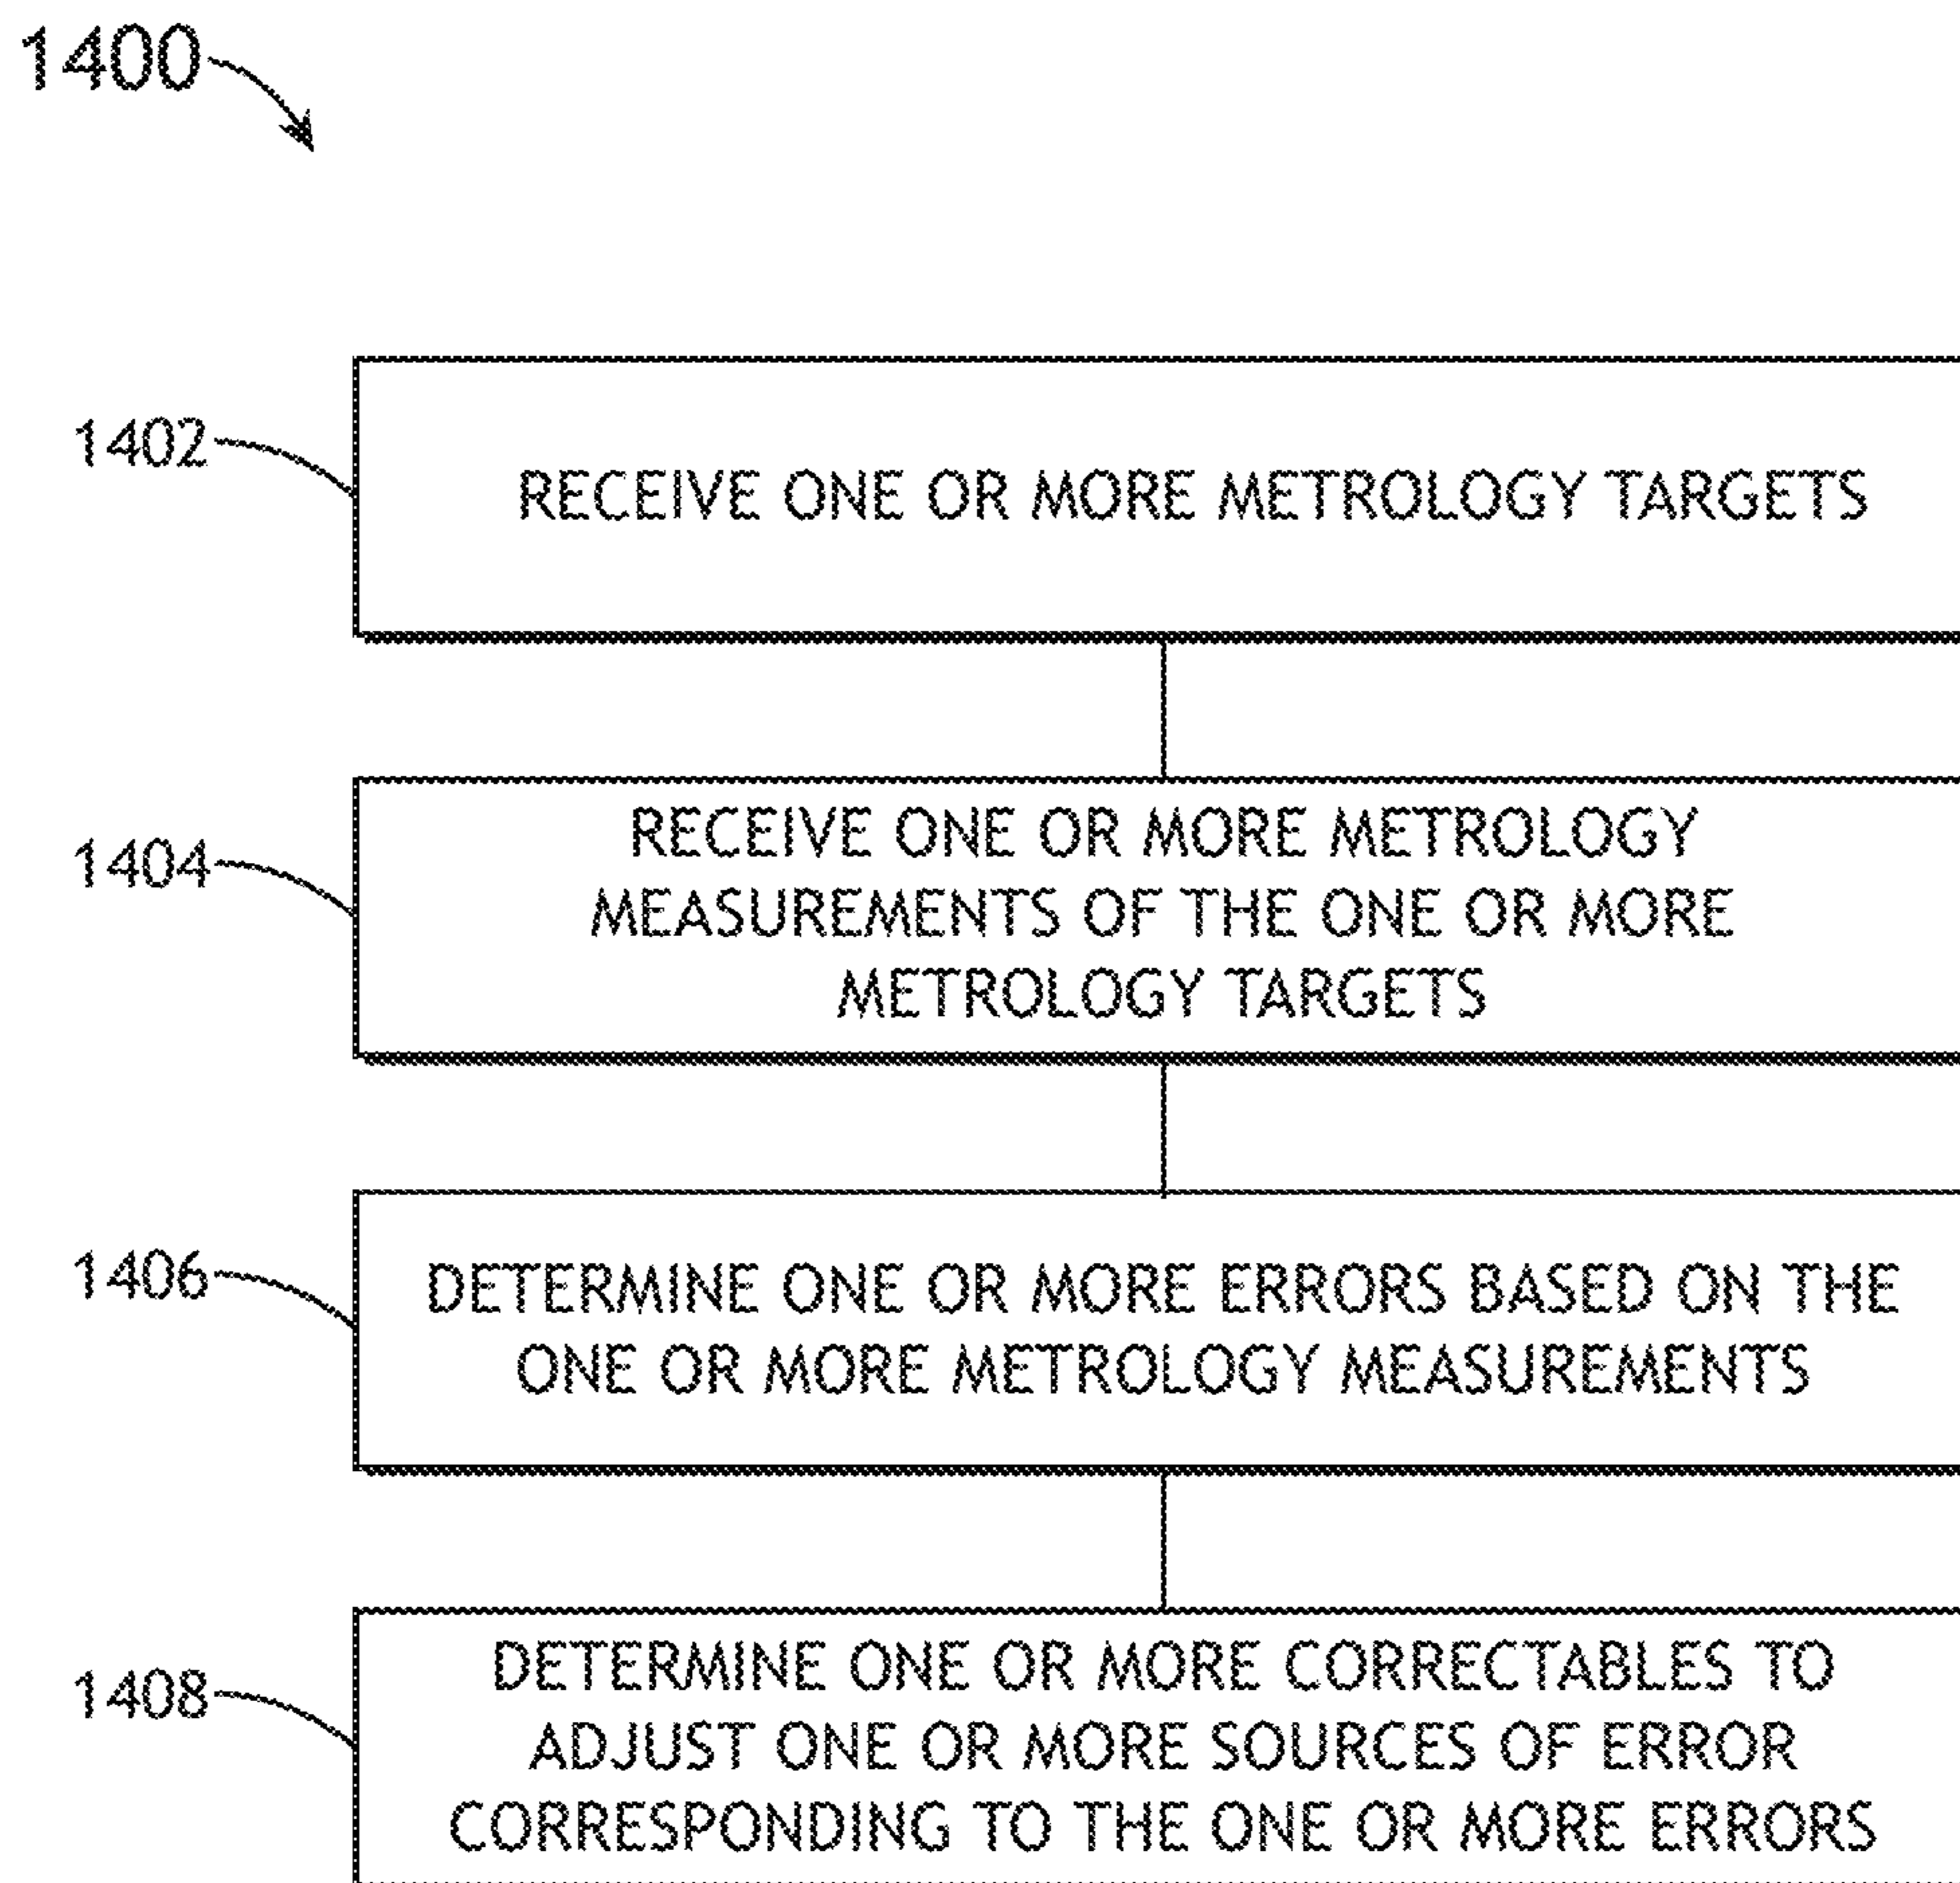 1400
1402
RECEIVE ONE OR MORE METROLOGY TARGETS
1404
RECEIVE ONE OR MORE METROLOGY
MEASUREMENTS OF THE ONE OR MORE
METROLOGY TARGETS
1406
DETERMINE ONE OR MORE ERRORS BASED ON THE
ONE OR MORE METROLOGY MEASUREMENTS
1408
DETERMINE ONE OR MORE CORRECTABLES TO
ADJUST ONE OR MORE SOURCES OF ERROR
CORRESPONDING TO THE ONE OR MORE ERRORS